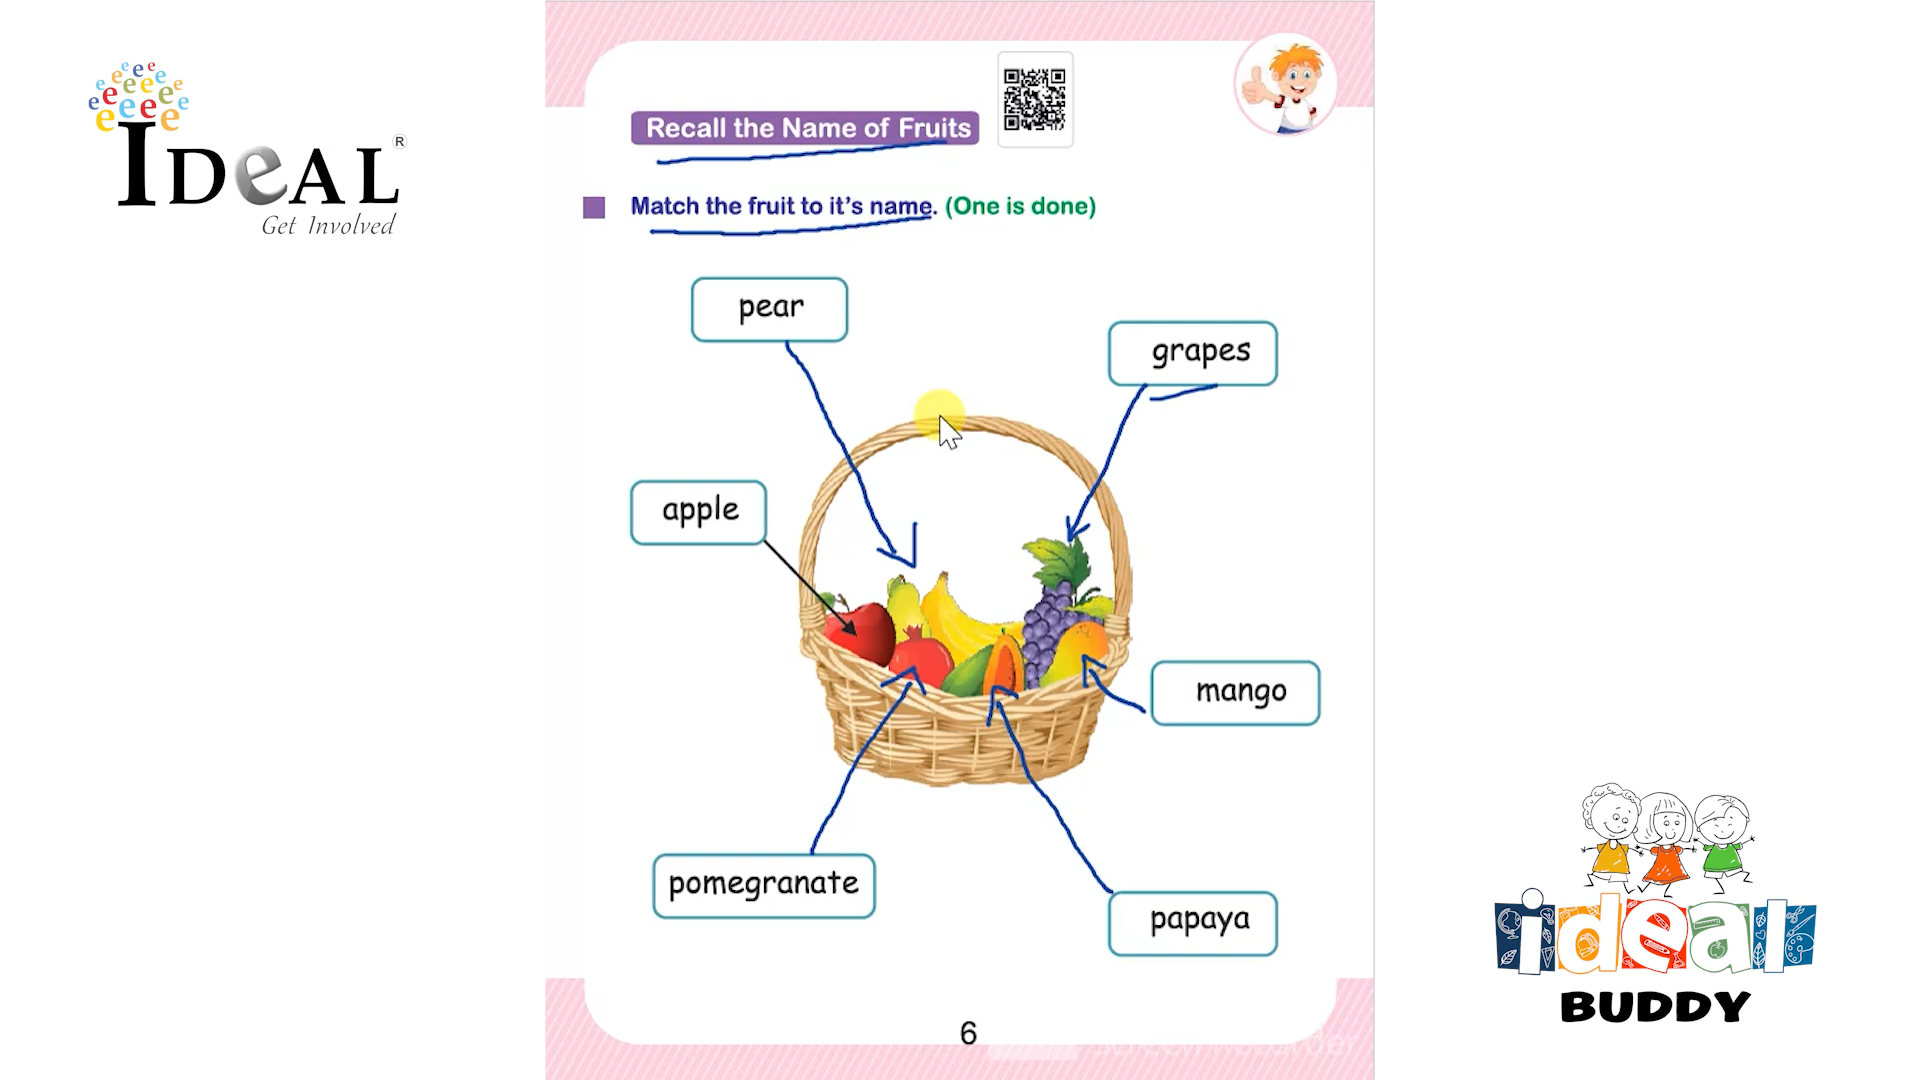 IDeAL®
Get Involved
Recall the Name of Fruits
Match the fruit to it's name. (One is done)
pear
grapes
apple
mango
pomegranate
papaya
ideal
BUDDY
6